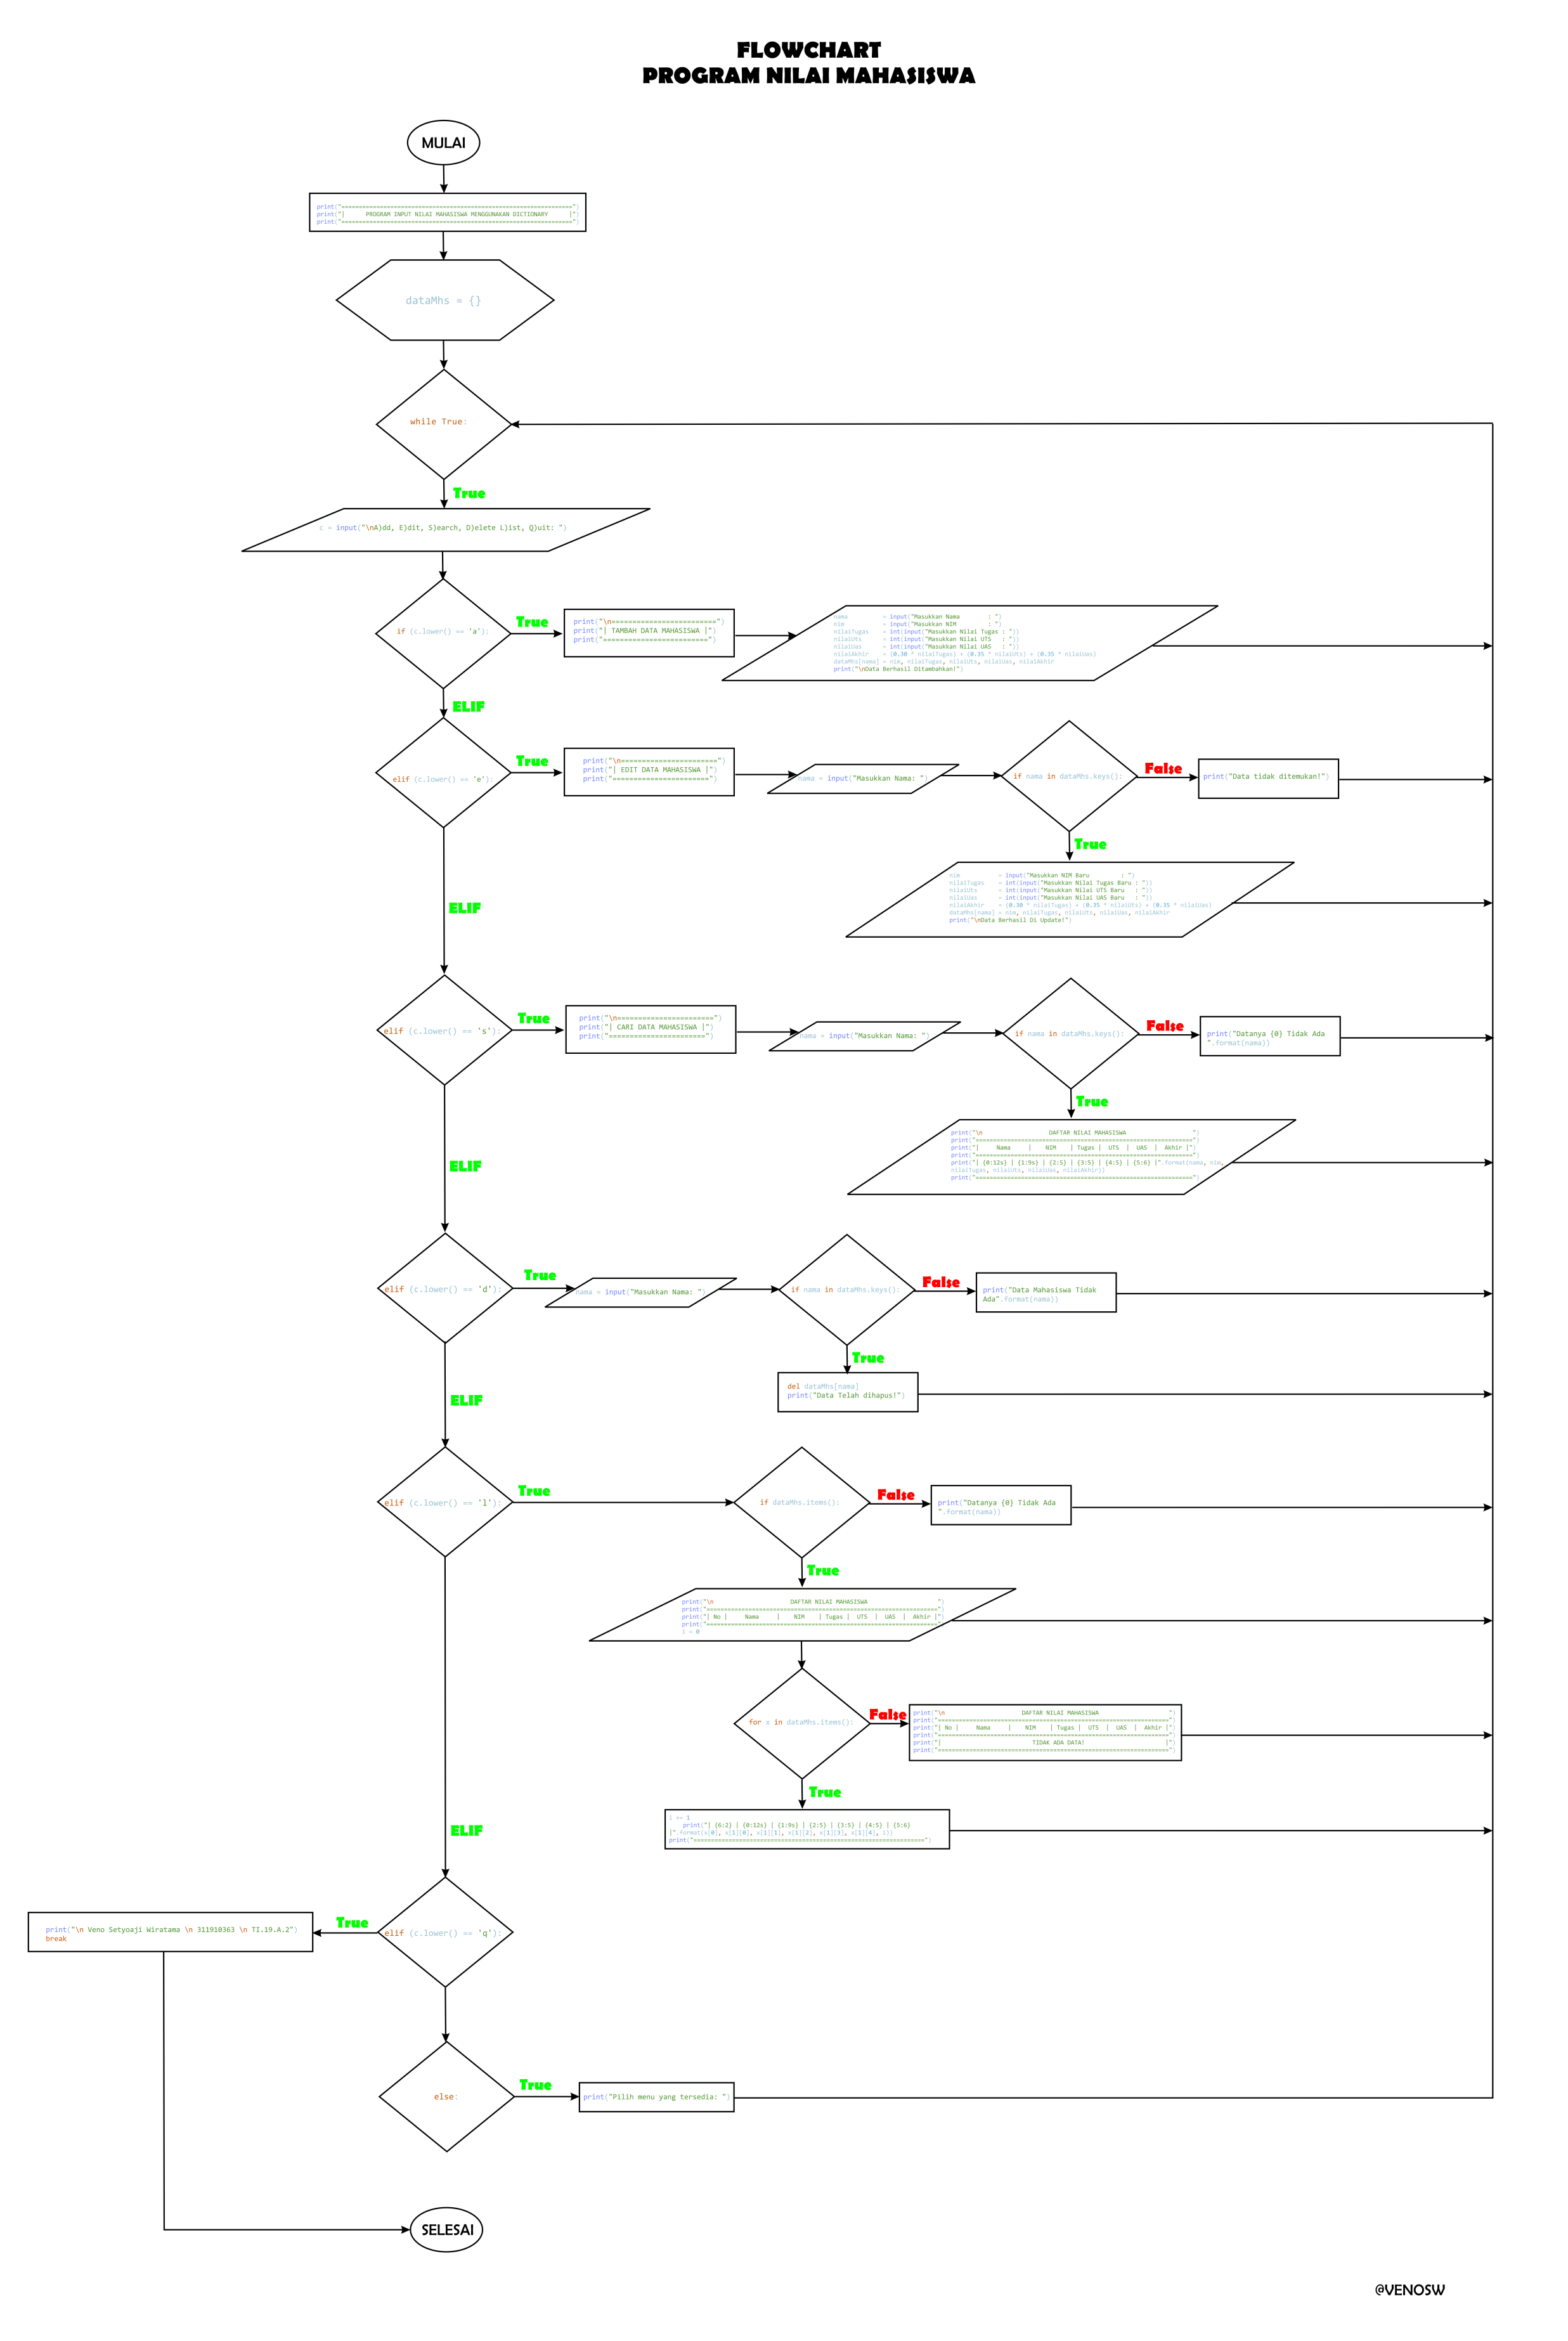 FLOWCHART
PROGRAM NILAI MAHASISWA
MULAI
print("==================================================================")
print("|      PROGRAM INPUT NILAI MAHASISWA MENGGUNAKAN DICTIONARY      |")
print("==================================================================")
dataMhs = {}
while True:
True
c = input("\nA)dd, E)dit, S)earch, D)elete L)ist, Q)uit: ")
if (c.lower() == 'a'):
True
print("\n=========================")
print("| TAMBAH DATA MAHASISWA |")
print("=========================")
nama          = input("Masukkan Nama        : ")
nim           = input("Masukkan NIM         : ")
nilaiTugas    = int(input("Masukkan Nilai Tugas : "))
nilaiUts      = int(input("Masukkan Nilai UTS   : "))
nilaiUas      = int(input("Masukkan Nilai UAS   : "))
nilaiAkhir    = (0.30 * nilaiTugas) + (0.35 * nilaiUts) + (0.35 * nilaiUas)
dataMhs[nama] = nim, nilaiTugas, nilaiUts, nilaiUas, nilaiAkhir
print("\nData Berhasil Ditambahkan!")
ELIF
elif (c.lower() == 'e'):
True
print("\n=======================")
print("| EDIT DATA MAHASISWA |")
print("=======================")
nama = input("Masukkan Nama: ")
if nama in dataMhs.keys():
False
print("Data tidak ditemukan!")
True
nim           = input("Masukkan NIM Baru         : ")
nilaiTugas    = int(input("Masukkan Nilai Tugas Baru : "))
nilaiUts      = int(input("Masukkan Nilai UTS Baru   : "))
nilaiUas      = int(input("Masukkan Nilai UAS Baru   : "))
nilaiAkhir    = (0.30 * nilaiTugas) + (0.35 * nilaiUts) + (0.35 * nilaiUas)
dataMhs[nama] = nim, nilaiTugas, nilaiUts, nilaiUas, nilaiAkhir
print("\nData Berhasil Di Update!")
ELIF
elif (c.lower() == 's'):
True
print("\n=======================")
print("| CARI DATA MAHASISWA |")
print("=======================")
nama = input("Masukkan Nama: ")
if nama in dataMhs.keys():
False
print("Datanya {0} Tidak Ada
".format(nama))
True
print("\n                   DAFTAR NILAI MAHASISWA                   ")
print("==============================================================")
print("|     Nama     |    NIM    | Tugas |  UTS  |  UAS  |  Akhir |")
print("==============================================================")
print("| {0:12s} | {1:9s} | {2:5} | {3:5} | {4:5} | {5:6} |".format(nama, nim,
nilaiTugas, nilaiUts, nilaiUas, nilaiAkhir))
print("==============================================================")
ELIF
elif (c.lower() == 'd'):
True
nama = input("Masukkan Nama: ")
if nama in dataMhs.keys():
False
print("Data Mahasiswa Tidak
Ada".format(nama))
True
del dataMhs[nama]
print("Data Telah dihapus!")
ELIF
elif (c.lower() == 'l'):
True
if dataMhs.items():
False
print("Datanya {0} Tidak Ada
".format(nama))
True
print("\n                      DAFTAR NILAI MAHASISWA                    ")
print("==================================================================")
print("| No |     Nama     |    NIM    | Tugas |  UTS  |  UAS  |  Akhir |")
print("==================================================================
i = 0
for x in dataMhs.items():
False
print("\n                      DAFTAR NILAI MAHASISWA                    ")
print("==================================================================")
print("| No |     Nama     |    NIM    | Tugas |  UTS  |  UAS  |  Akhir |")
print("==================================================================")
print("|                          TIDAK ADA DATA!                       |")
print("==================================================================")
True
i += 1
print("| {6:2} | {0:12s} | {1:9s} | {2:5} | {3:5} | {4:5} | {5:6}
|".format(x[0], x[1][0], x[1][1], x[1][2], x[1][3], x[1][4], i))
print("==================================================================")
ELIF
elif (c.lower() == 'q'):
True
print("\n Veno Setyoaji Wiratama \n 311910363 \n TI.19.A.2")
break
else:
True
print("Pilih menu yang tersedia: ")
SELESAI
@VENOSW